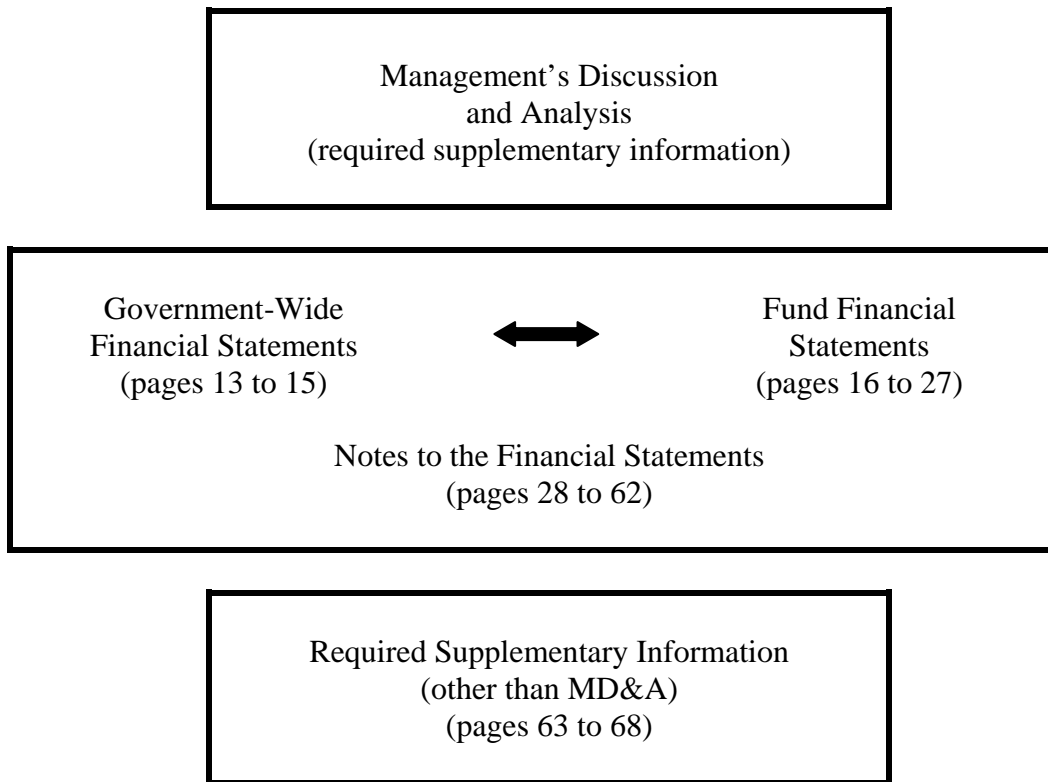 Management’s Discussion
and Analysis
(required supplementary information)
Government-Wide
Financial Statements
(pages 13 to 15)
Fund Financial
Statements
(pages 16 to 27)
Notes to the Financial Statements
(pages 28 to 62)
Required Supplementary Information
(other than MD&A)
(pages 63 to 68)